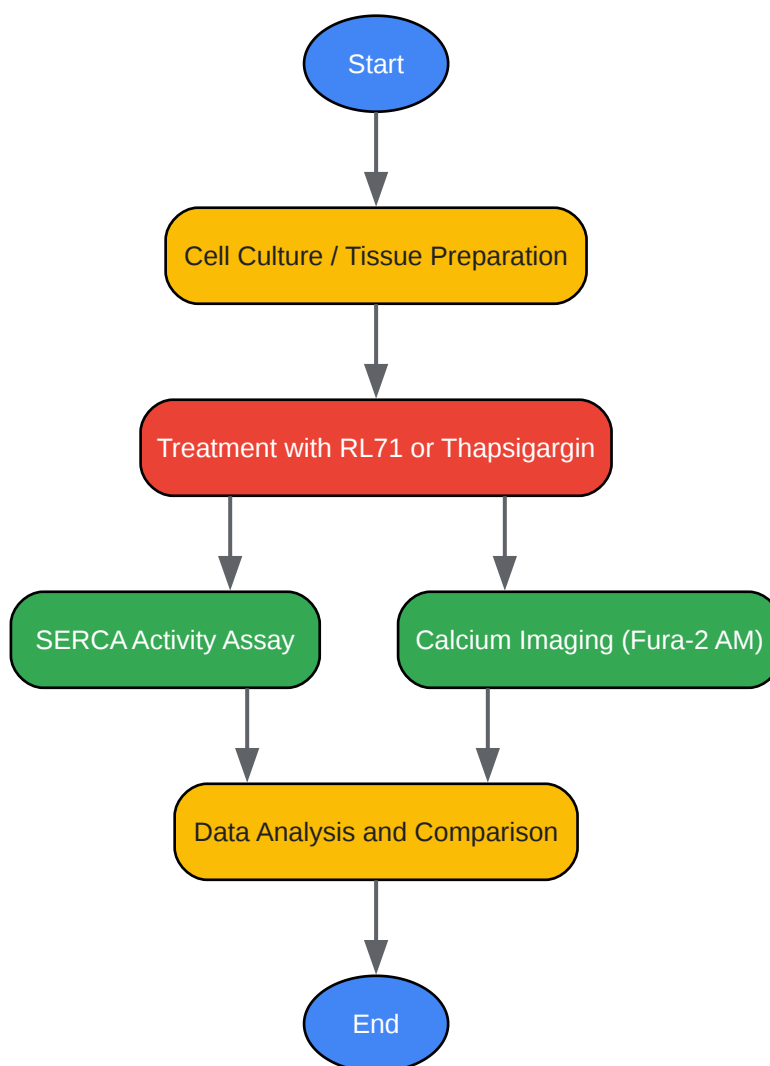 Start
Cell Culture / Tissue Preparation
Treatment with RL71 or Thapsigargin
SERCA Activity Assay
Calcium Imaging (Fura-2 AM)
Data Analysis and Comparison
End